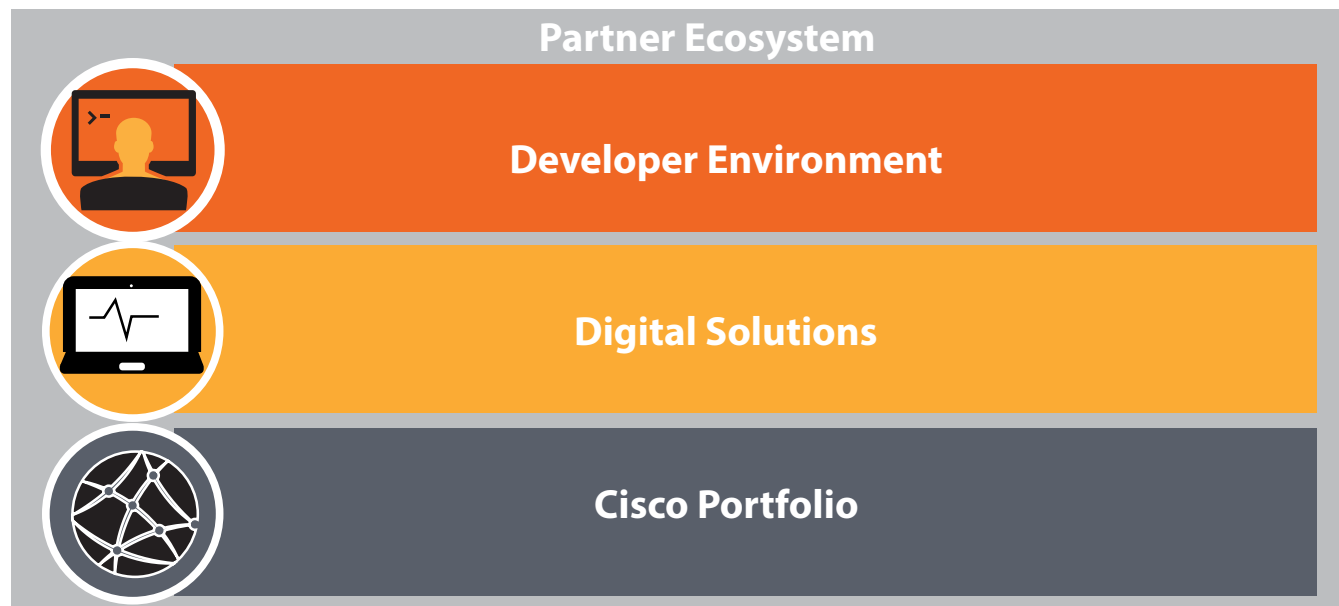 Partner Ecosystem
Developer Environment
Digital Solutions
Cisco Portfolio